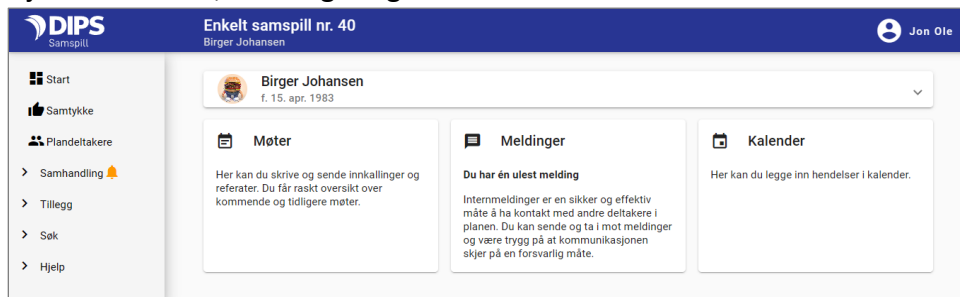 DIPS
Samspill
Enkelt samspill nr. 40
Birger Johansen
Jon Ole
Start
Samtykke
Plandeltakere
Samhandling
Tillegg
Søk
Hjelp
Birger Johansen
f. 15. apr. 1983
Møter
Her kan du skrive og sende innkallinger og
referater. Du får raskt oversikt over
kommende og tidligere møter.
Meldinger
Du har én ulest melding
Internmeldinger er en sikker og effektiv
måte å ha kontakt med andre deltakere i
planen. Du kan sende og ta i mot meldinger
og være trygg på at kommunikasjonen
skjer på en forsvarlig måte.
Kalender
Her kan du legge inn hendelser i kalender.